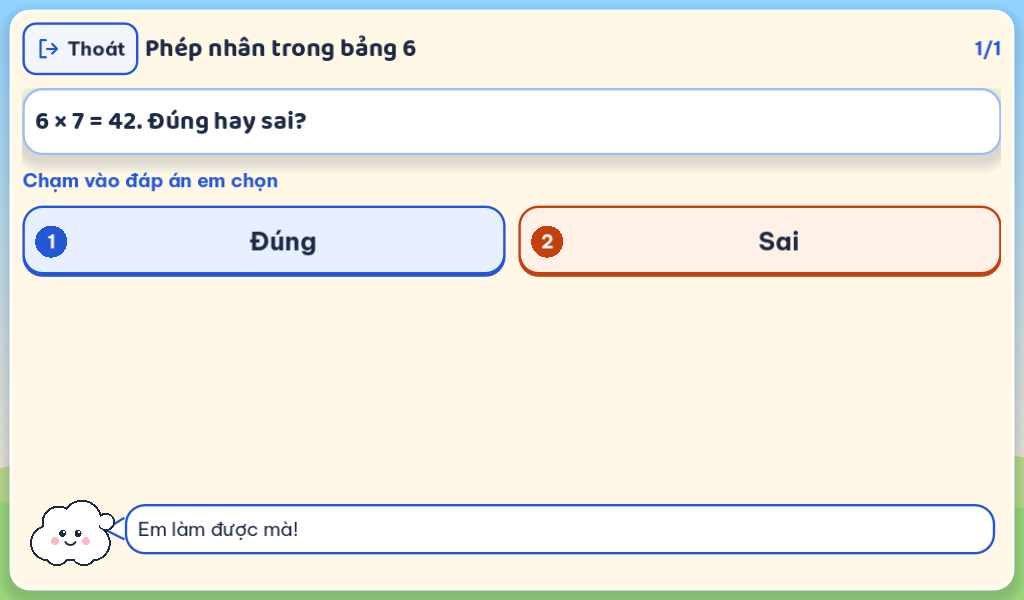 Thoát
Phép nhân trong bảng 6
1/1
6 × 7 = 42. Đúng hay sai?
Chạm vào đáp án em chọn
1 Đúng
2 Sai
Em làm được mà!